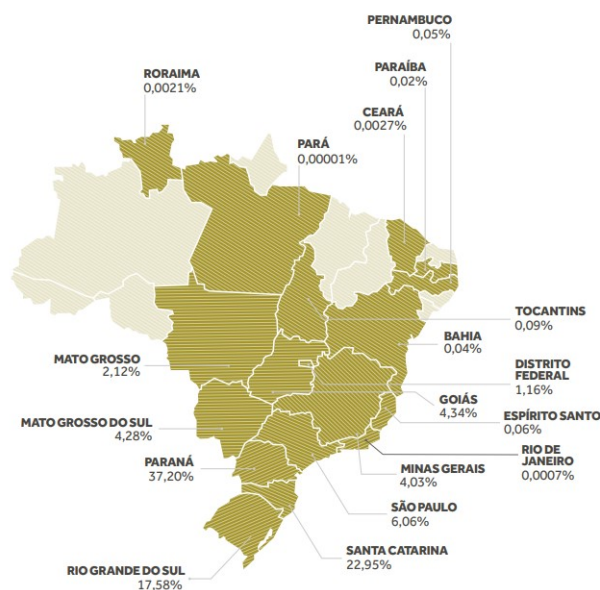 PERNAMBUCO
0,05%
PARAÍBA
0,02%
RORAIMA
0,0021%
CEARÁ
0,0027%
PARÁ
0,00001%
TOCANTINS
0,09%
BAHIA
0,04%
MATO GROSSO
2,12%
DISTRITO
FEDERAL
1,16%
GOIÁS
4,34%
ESPÍRITO SANTO
0,06%
MATO GROSSO DO SUL
4,28%
RIO DE
JANEIRO
0,0007%
PARANÁ
37,20%
MINAS GERAIS
4,03%
SÃO PAULO
6,06%
SANTA CATARINA
22,95%
RIO GRANDE DO SUL
17,58%